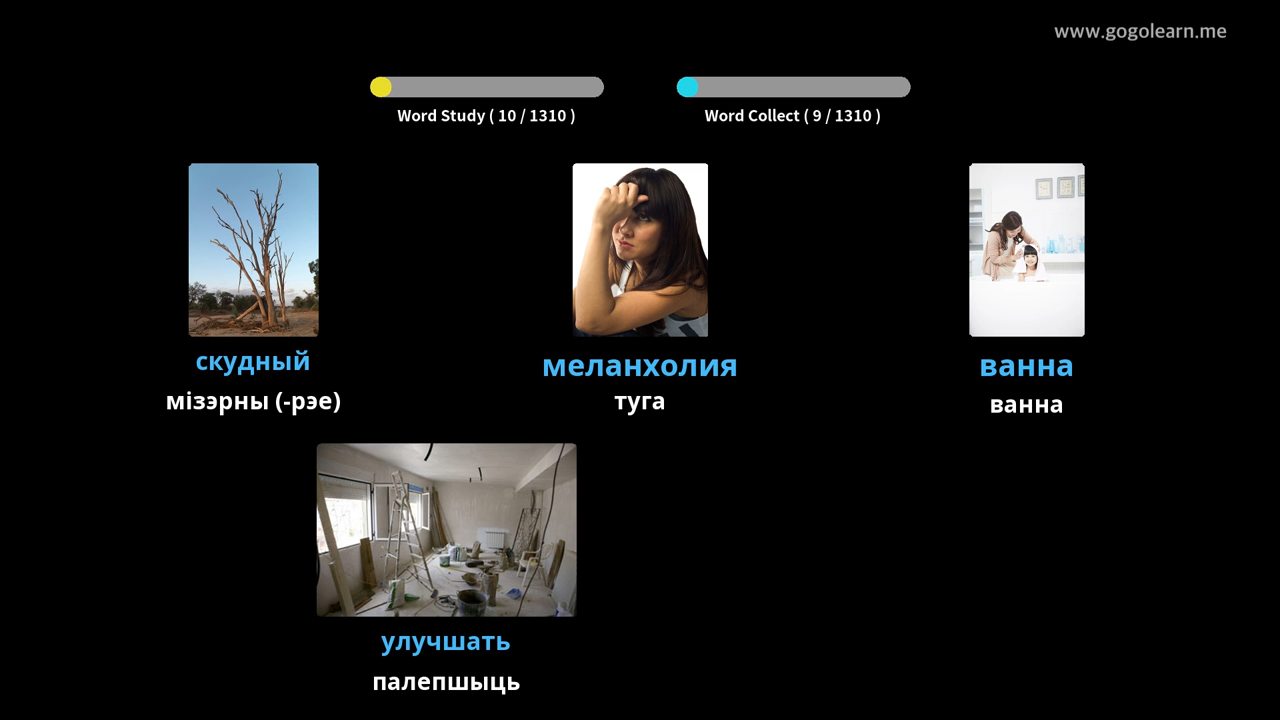 www.gogolearn.me
Word Study ( 10 / 1310 )
Word Collect ( 9 / 1310 )
скудный
мізэрны (-рэе)
меланхолия
туга
ванна
ванна
улучшать
палепшыць